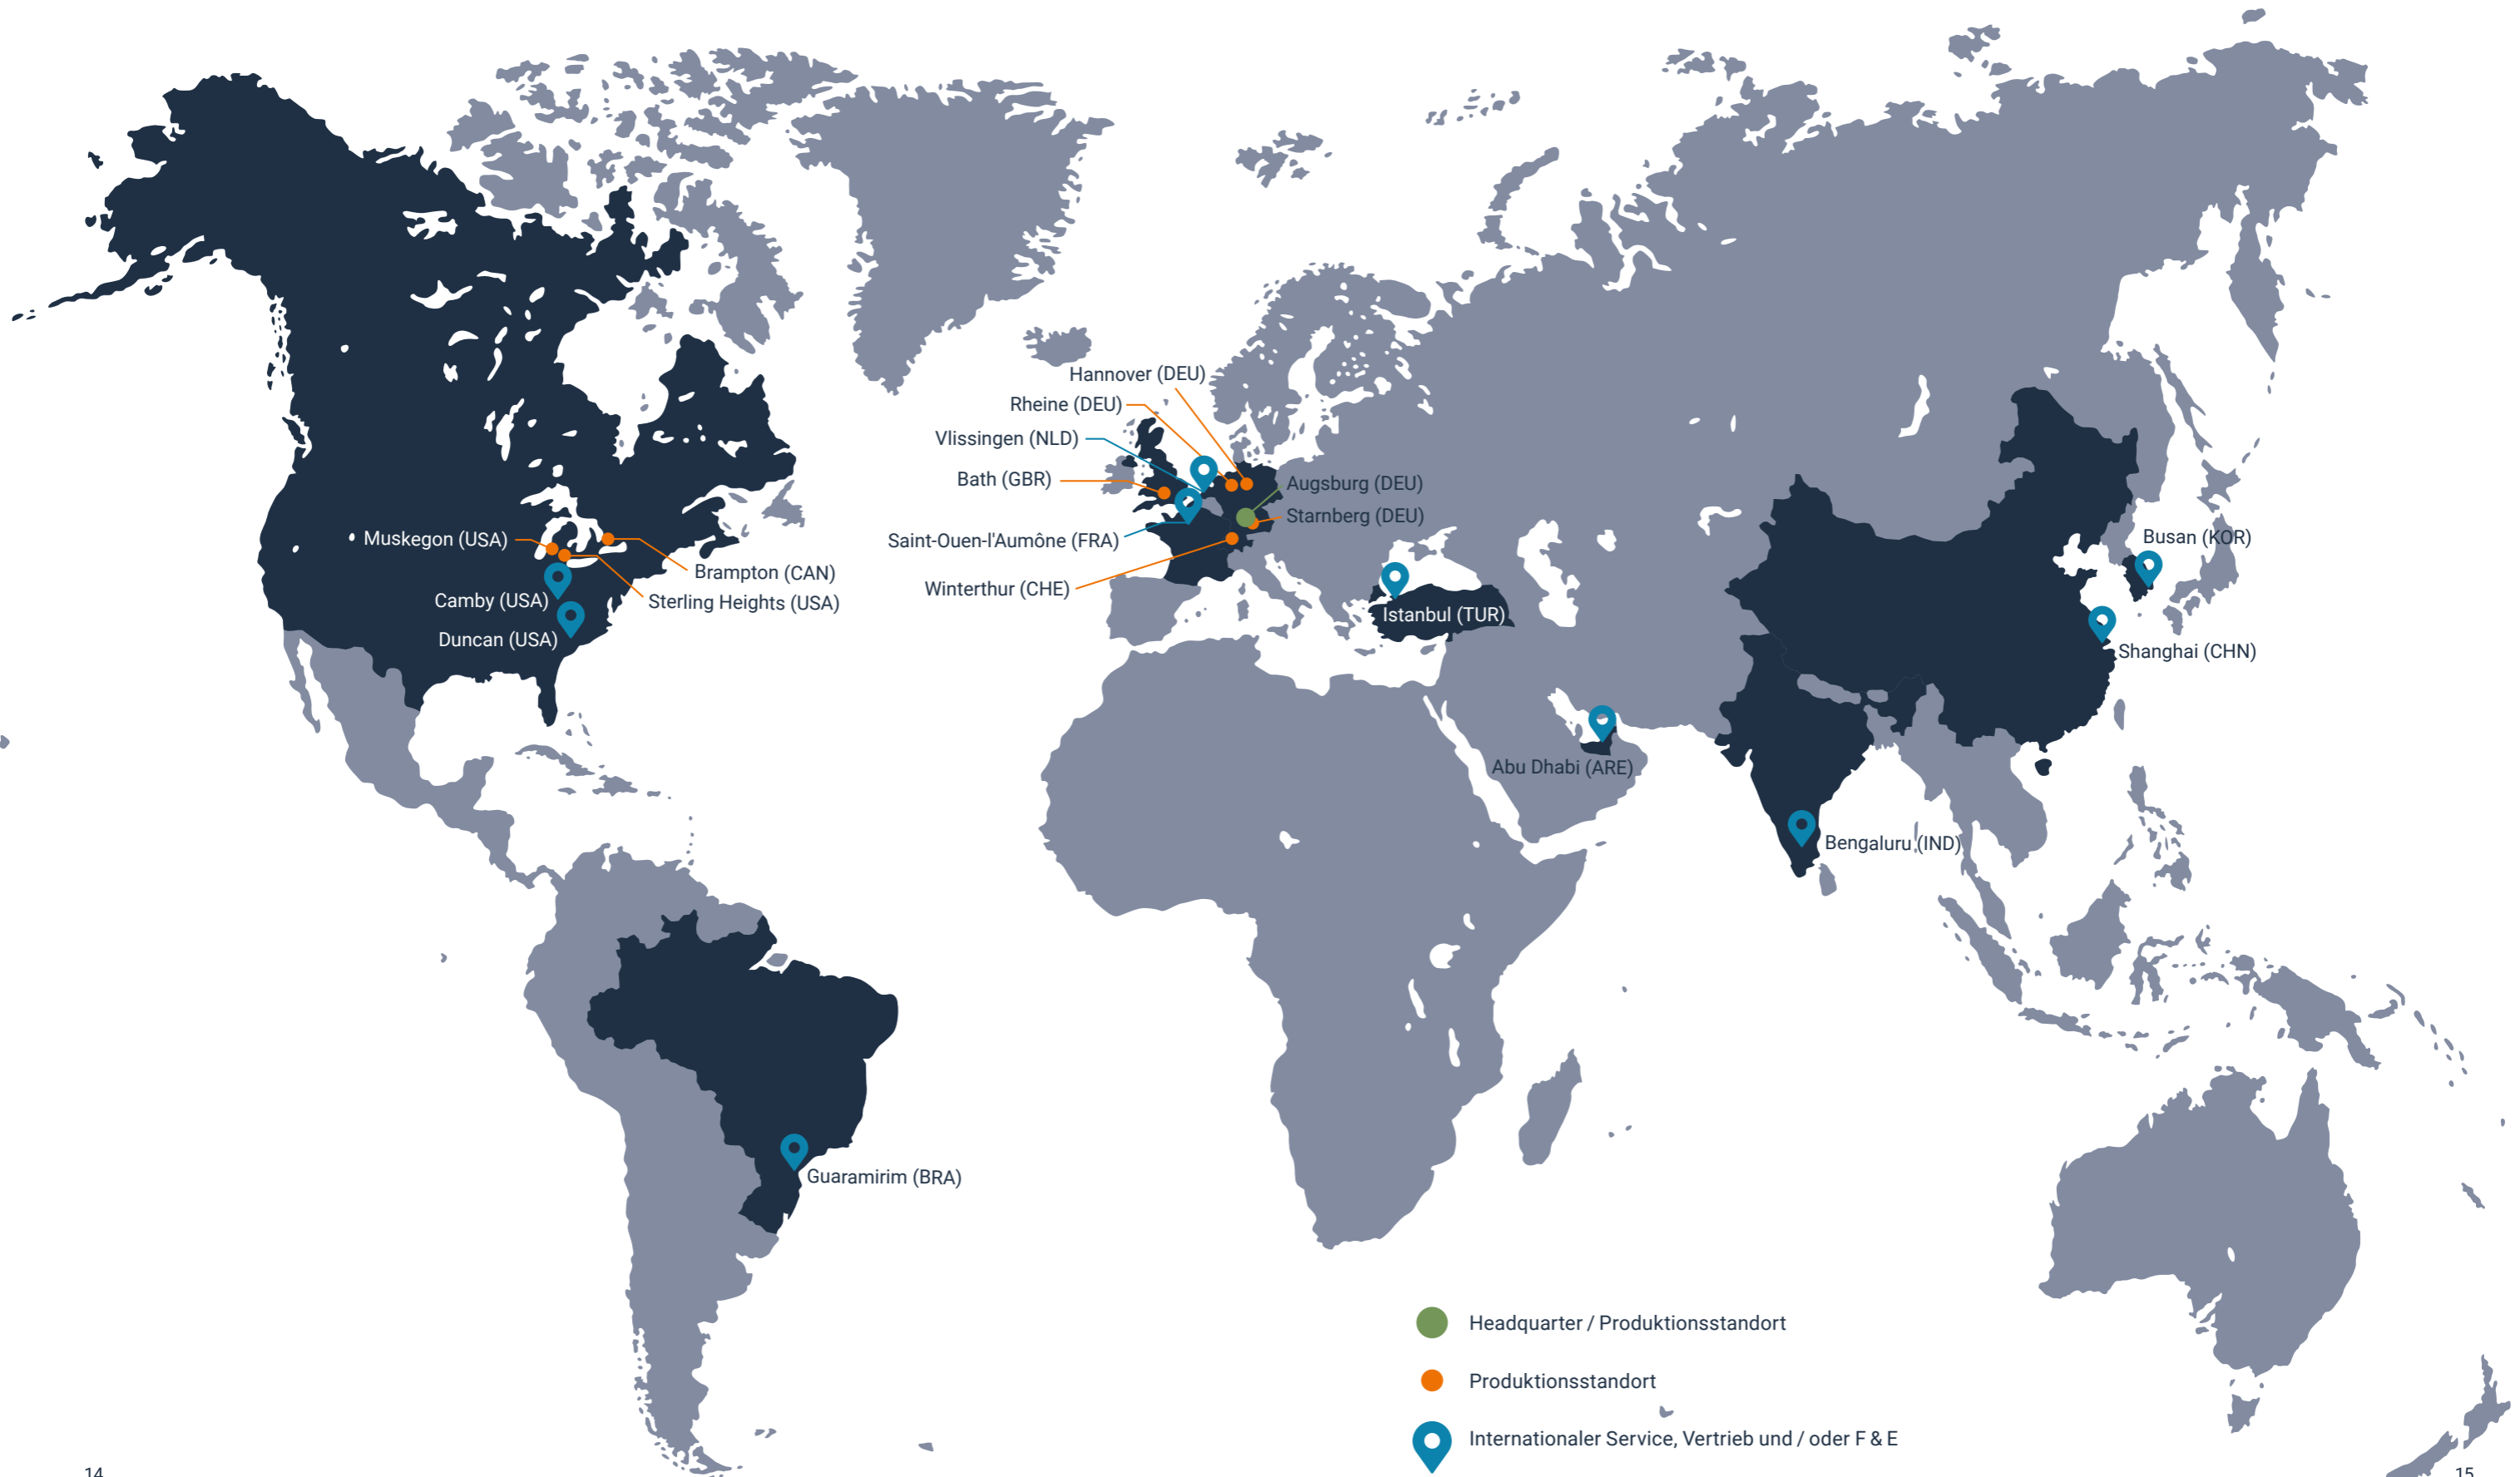 Hannover (DEU)
Rheine (DEU)
Vlissingen (NLD)
Bath (GBR)
Augsburg (DEU)
Starnberg (DEU)
Saint-Ouen-l'Aumône (FRA)
Winterthur (CHE)
Muskegon (USA)
Brampton (CAN)
Camby (USA)
Sterling Heights (USA)
Duncan (USA)
Istanbul (TUR)
Busan (KOR)
Shanghai (CHN)
Abu Dhabi (ARE)
Bengaluru (IND)
Guaramirim (BRA)
Headquarter / Produktionsstandort
Produktionsstandort
Internationaler Service, Vertrieb und / oder F & E
14
15